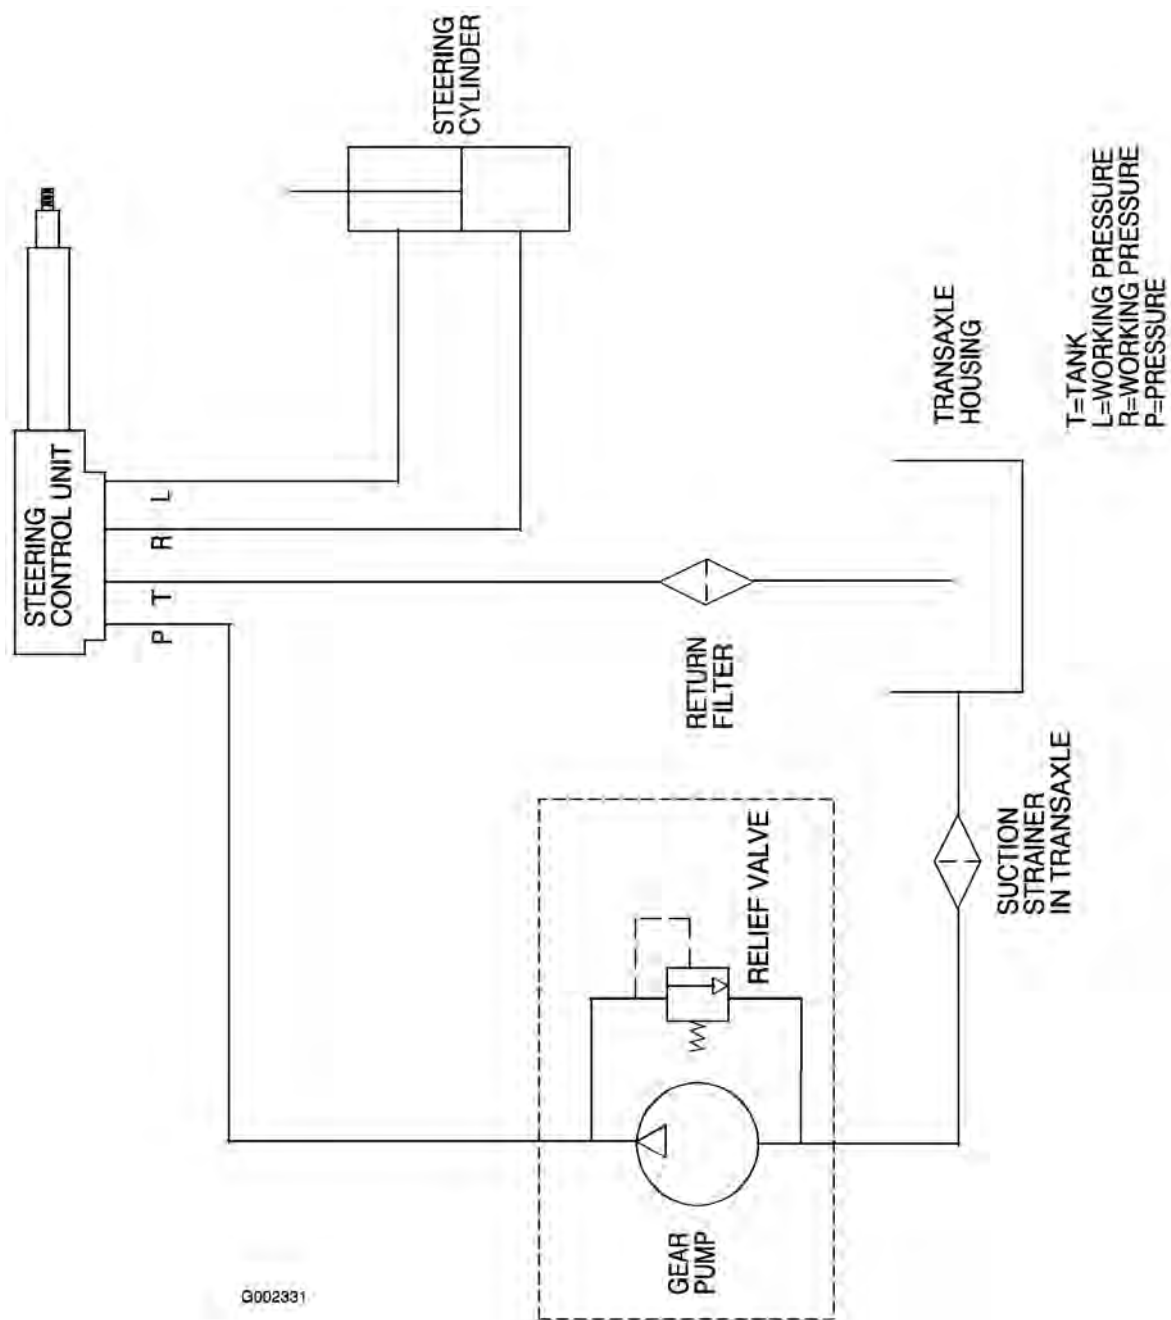 STEERING
CONTROL UNIT
P T R L
STEERING
CYLINDER
GEAR
PUMP
RELIEF VALVE
RETURN
FILTER
SUCTION
STRAINER
IN TRANSAXLE
TRANSAXLE
HOUSING
T=TANK
L=WORKING PRESSURE
R=WORKING PRESSURE
P=PRESSURE
G002331